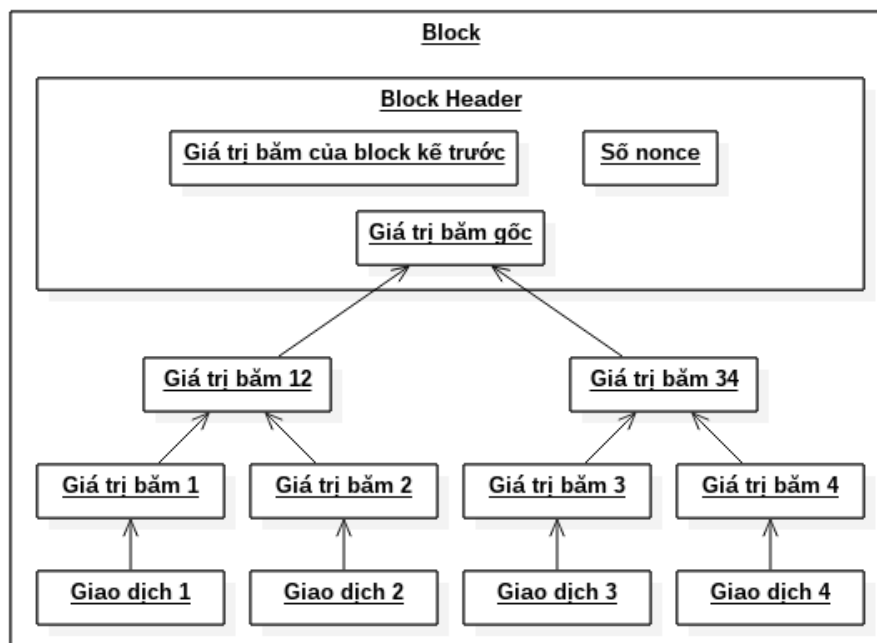 Block
Block Header
Giá trị băm của block kế trước
Số nonce
Giá trị băm gốc
Giá trị băm 12
Giá trị băm 34
Giá trị băm 1
Giá trị băm 2
Giá trị băm 3
Giá trị băm 4
Giao dịch 1
Giao dịch 2
Giao dịch 3
Giao dịch 4